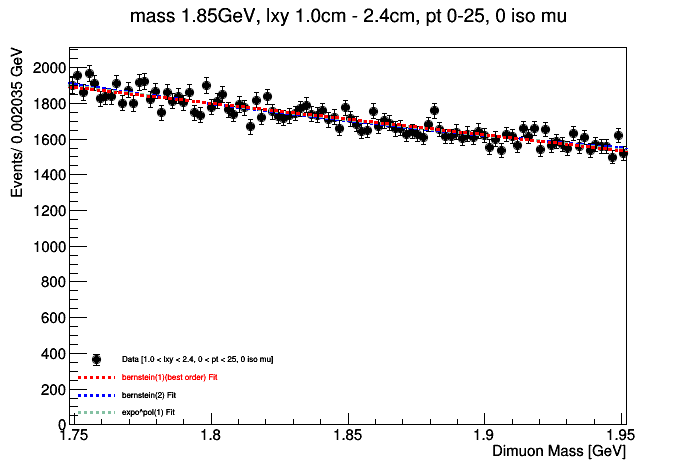 mass 1.85GeV, lxy 1.0cm - 2.4cm, pt 0-25, 0 iso mu
Events/ 0.002035 GeV
2000
1800
1600
1400
1200
1000
800
600
400
200
0
Data [1.0 < lxy < 2.4, 0 < pt < 25, 0 iso mu]
bernstein(1)(best order) Fit
bernstein(2) Fit
expo^pol(1) Fit
1.75 1.8 1.85 1.9 1.95
Dimuon Mass [GeV]